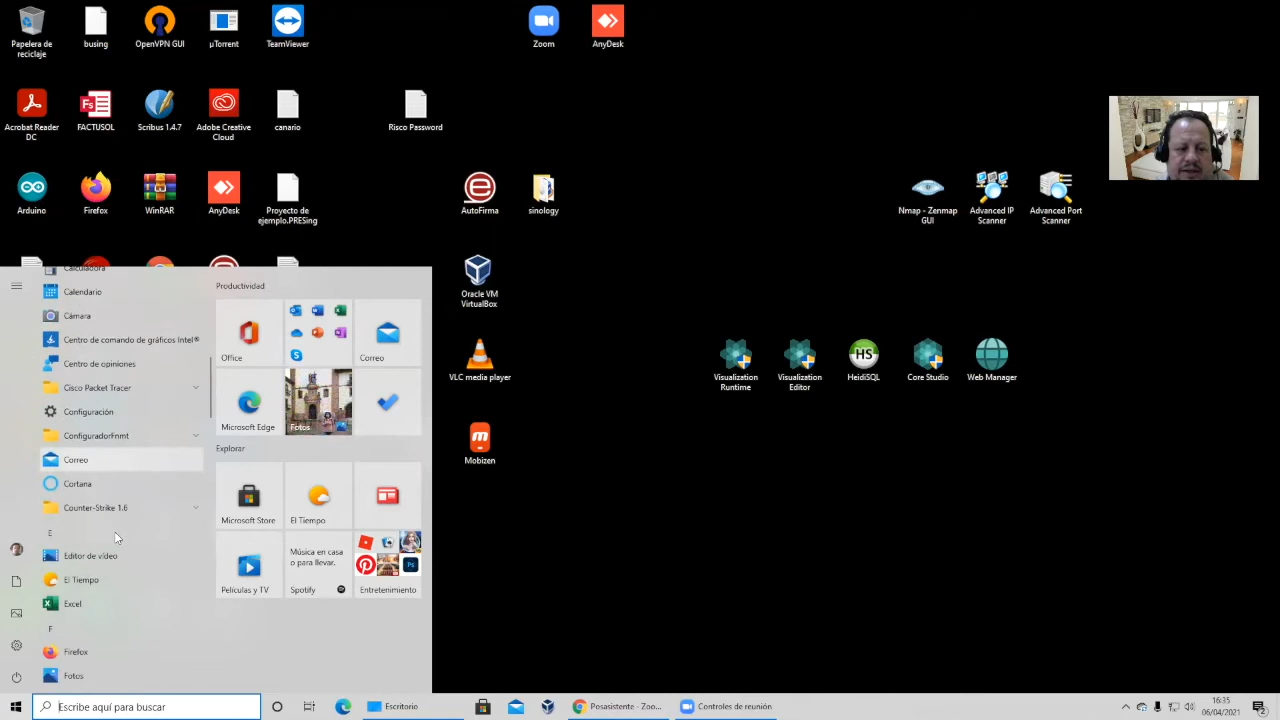 Papelera de
reciclaje
busing
OpenVPN GUI
µTorrent
TeamViewer
Zoom
AnyDesk
Acrobat Reader
DC
FACTUSOL
Scribus 1.4.7
Adobe Creative
Cloud
canario
Risco Password
Arduino
Firefox
WinRAR
AnyDesk
Proyecto de
ejemplo.PRESing
AutoFirma
sinology
Nmap - Zenmap
GUI
Advanced IP
Scanner
Advanced Port
Scanner
Oracle VM
VirtualBox
VLC media player
Visualization
Runtime
Visualization
Editor
HS
HeidiSQL
Core Studio
Web Manager
Mobizen
Calculadora
Calendario
Cámara
Centro de comando de gráficos Intel®
Centro de opiniones
Cisco Packet Tracer
Configuración
ConfiguradorFnmt
Correo
Cortana
Counter-Strike 1.6
E
Editor de vídeo
El Tiempo
Excel
F
Firefox
Fotos
Productividad
Office
Correo
Microsoft Edge
Fotos
Explorar
Microsoft Store
El Tiempo
Películas y TV
Música en casa
o para llevar.
Spotify
Ps
Entretenimiento
Escribe aquí para buscar
Escritorio
Posasistente - Zoo...
Controles de reunión
16:35
06/04/2021
2